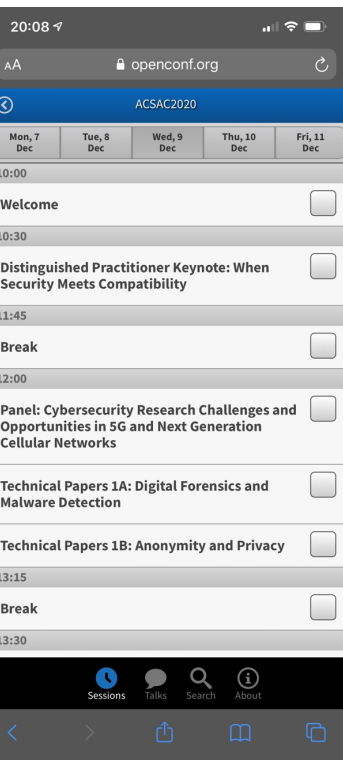 20:08
AA openconf.org
ACSAC2020
Mon, 7 Dec
Tue, 8 Dec
Wed, 9 Dec
Thu, 10 Dec
Fri, 11 Dec
10:00
Welcome
10:30
Distinguished Practitioner Keynote: When
Security Meets Compatibility
11:45
Break
12:00
Panel: Cybersecurity Research Challenges and
Opportunities in 5G and Next Generation
Cellular Networks
Technical Papers 1A: Digital Forensics and
Malware Detection
Technical Papers 1B: Anonymity and Privacy
13:15
Break
13:30
Sessions Talks Search About